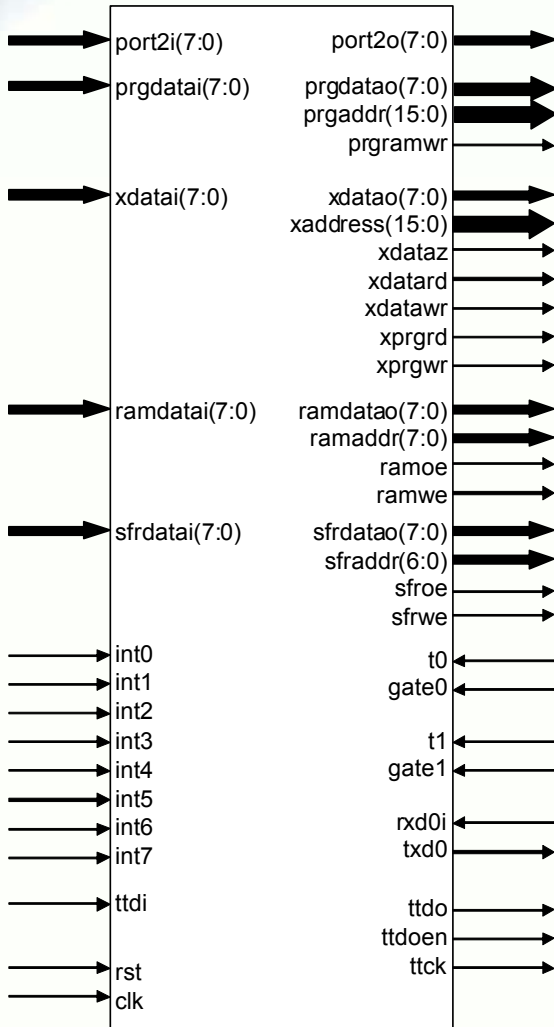 port2i(7:0) port2o(7:0)
prgdatai(7:0) prgdatao(7:0)
prgaddr(15:0)
prgramwr
xdatai(7:0) xdatao(7:0)
xaddress(15:0)
xdataz
xdatard
xdatawr
xprgrd
xprgwr
ramdatai(7:0) ramdatao(7:0)
ramaddr(7:0)
ramoe
ramwe
sfrdatai(7:0) sfrdatao(7:0)
sfraddr(6:0)
sfroe
sfrwe
int0 t0
int1 gate0
int2
int3 t1
int4 gate1
int5
int6 rxd0i
int7 txd0
ttdi ttdo
ttdoen
rst ttck
clk